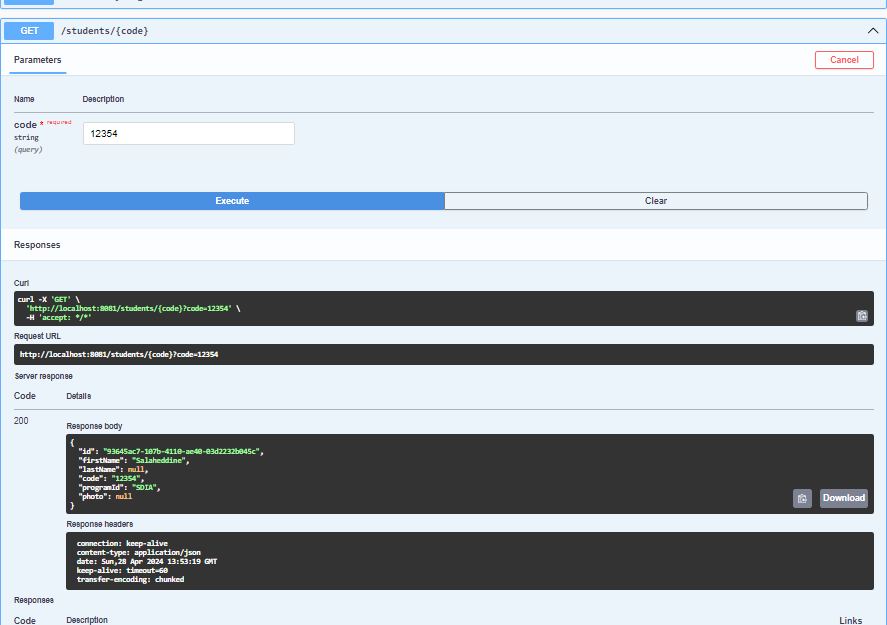 GET /students/{code}
Parameters
Cancel
Name Description
code * required
string
(query)
12354
Execute Clear
Responses
Curl
curl -X 'GET' \
'http://localhost:8081/students/{code}?code=12354' \
-H 'accept: */*'
Request URL
http://localhost:8081/students/{code}?code=12354
Server response
Code Details
200
Response body
{
"id": "93645ac7-107b-4110-ae40-03d2232b045c",
"firstName": "Salaheddine",
"lastName": null,
"code": "12354",
"programId": "SDIA",
"photo": null
}
Download
Response headers
connection: keep-alive
content-type: application/json
date: Sun,28 Apr 2024 13:53:19 GMT
keep-alive: timeout=60
transfer-encoding: chunked
Responses
Code Description Links